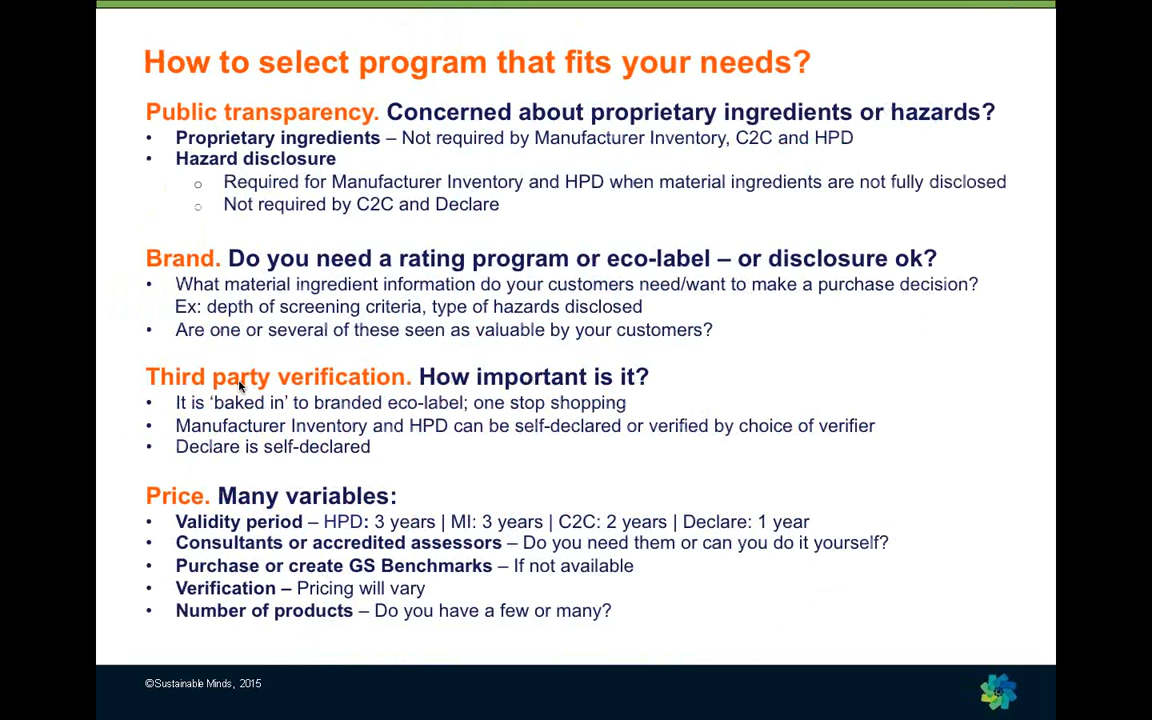 How to select program that fits your needs?
Public transparency. Concerned about proprietary ingredients or hazards?
• Proprietary ingredients – Not required by Manufacturer Inventory, C2C and HPD
• Hazard disclosure
○ Required for Manufacturer Inventory and HPD when material ingredients are not fully disclosed
○ Not required by C2C and Declare
Brand. Do you need a rating program or eco-label – or disclosure ok?
• What material ingredient information do your customers need/want to make a purchase decision?
Ex: depth of screening criteria, type of hazards disclosed
• Are one or several of these seen as valuable by your customers?
Third party verification. How important is it?
• It is ‘baked in’ to branded eco-label; one stop shopping
• Manufacturer Inventory and HPD can be self-declared or verified by choice of verifier
• Declare is self-declared
Price. Many variables:
• Validity period – HPD: 3 years | MI: 3 years | C2C: 2 years | Declare: 1 year
• Consultants or accredited assessors – Do you need them or can you do it yourself?
• Purchase or create GS Benchmarks – If not available
• Verification – Pricing will vary
• Number of products – Do you have a few or many?
©Sustainable Minds, 2015